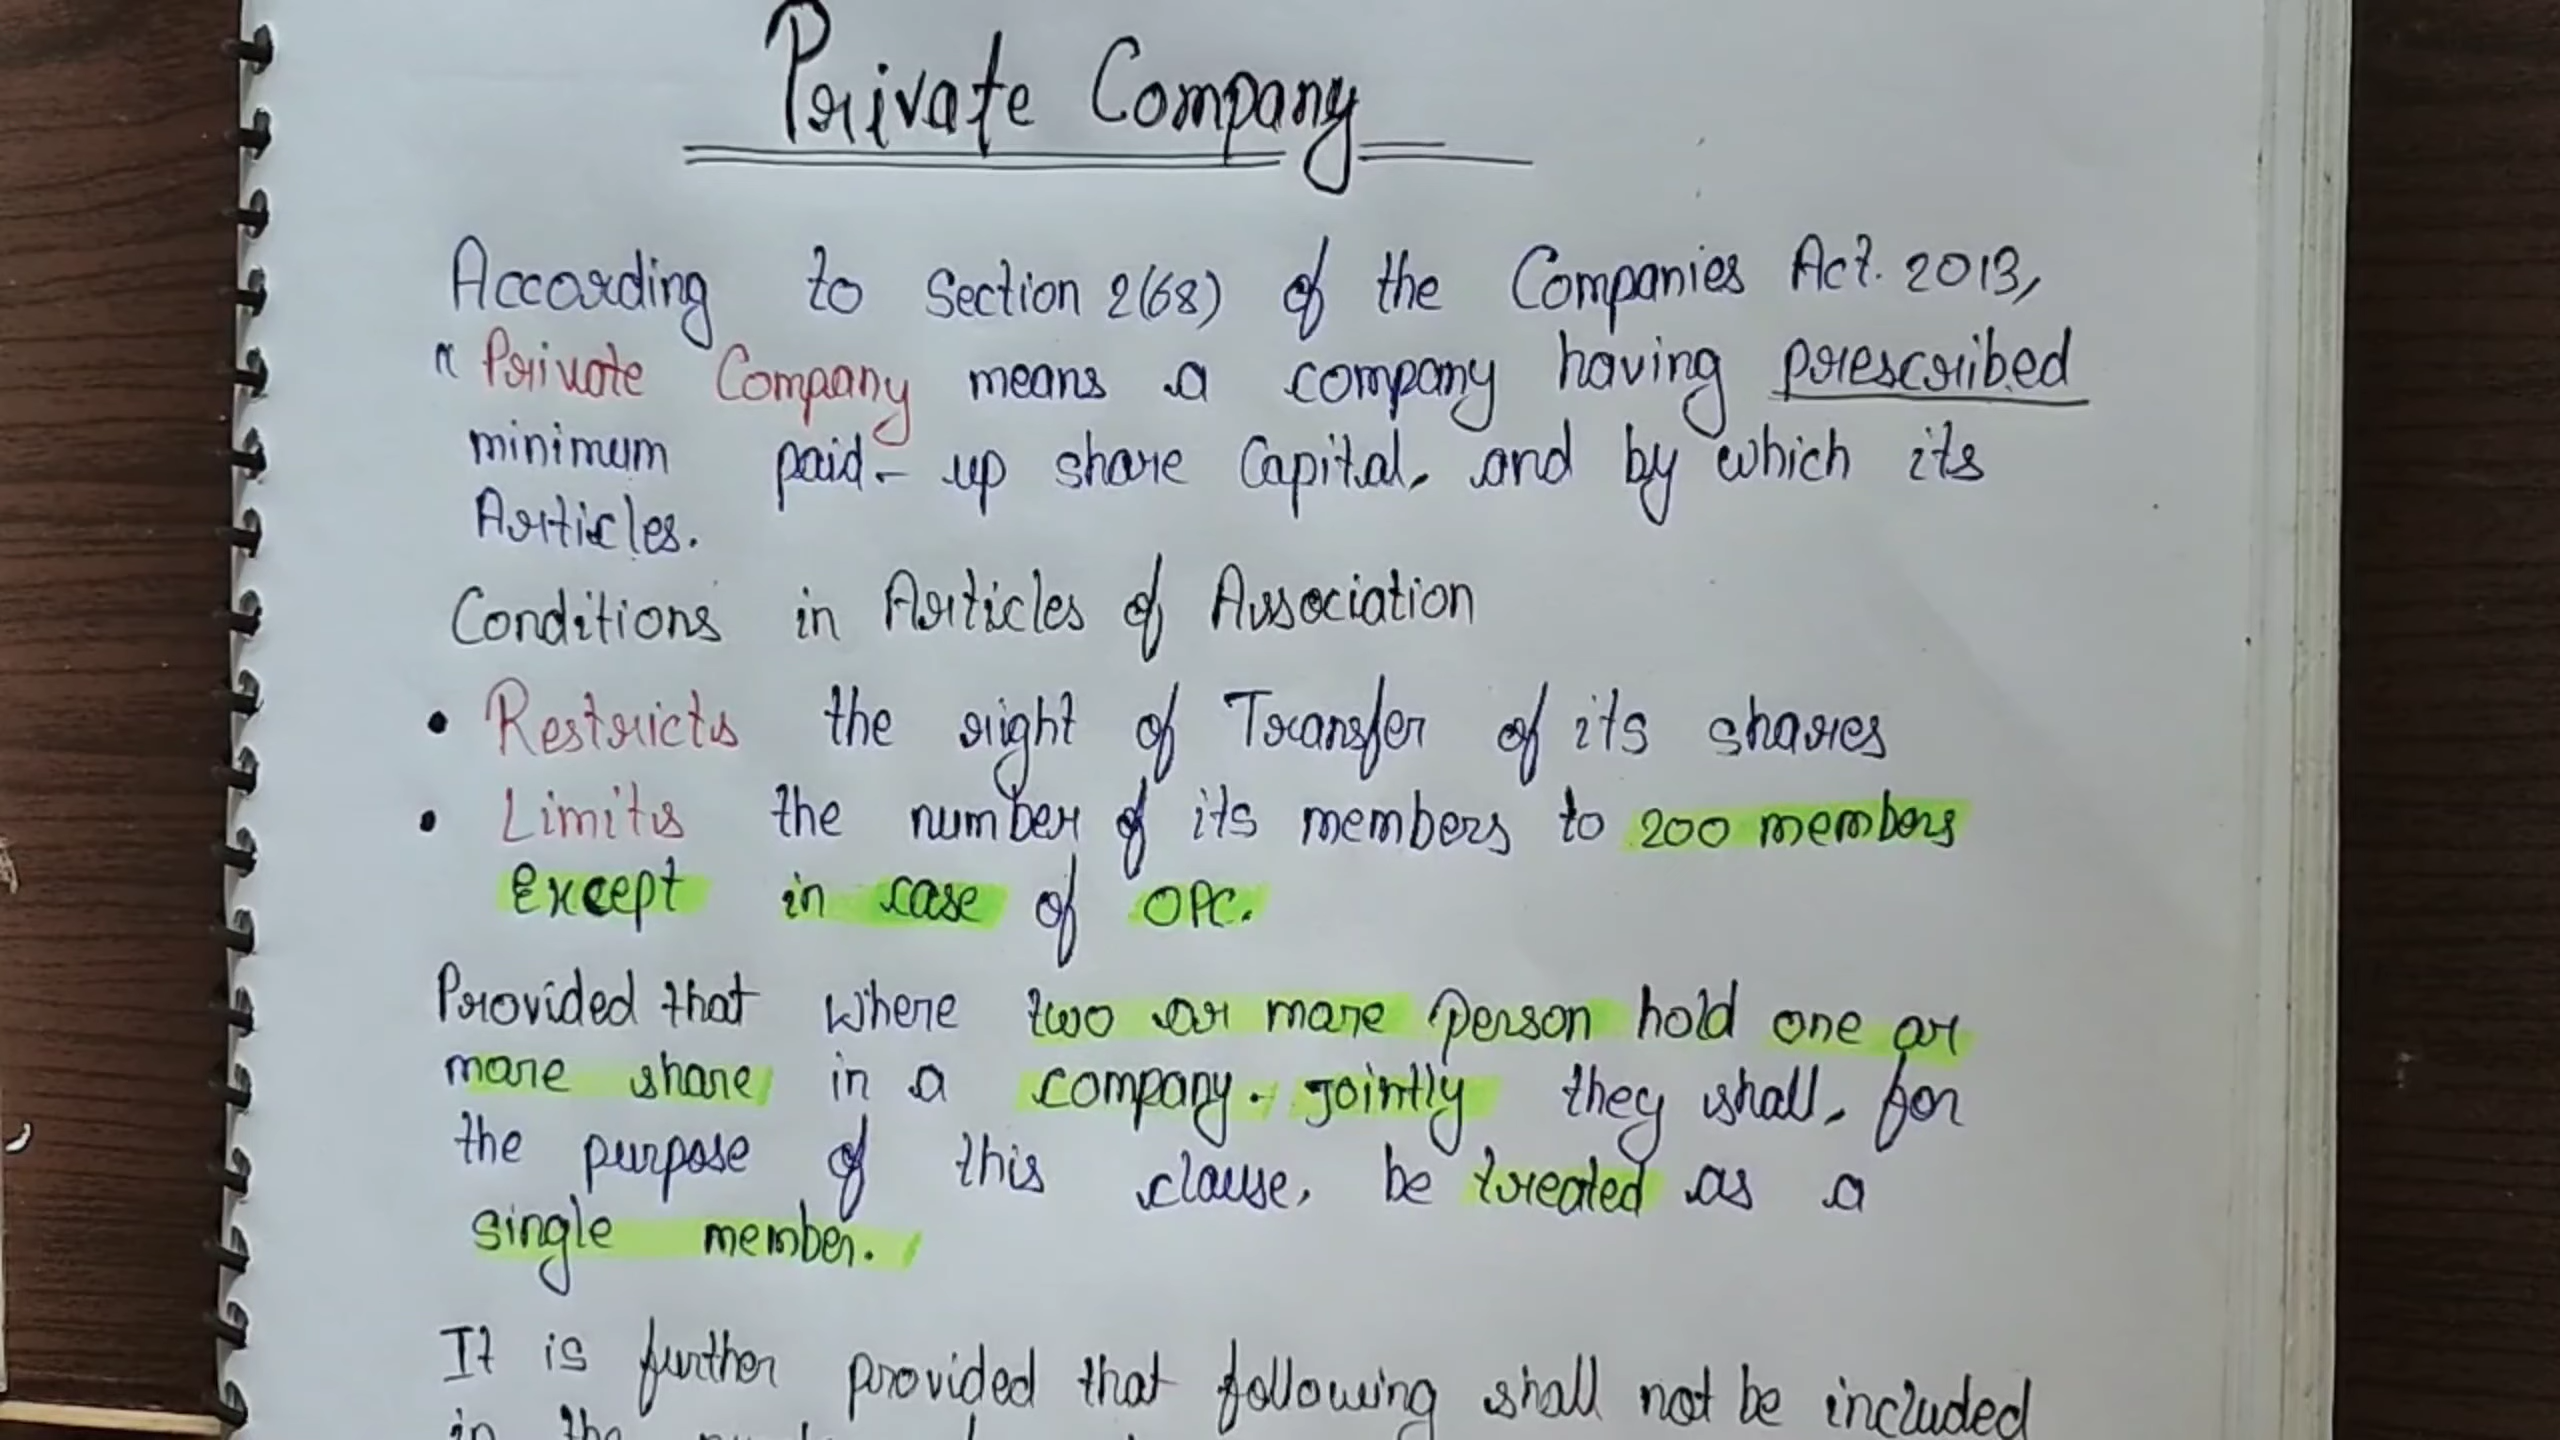 Private Company
According to Section 2(68) of the Companies Act. 2013,
" Private Company means a company having prescribed
minimum paid-up share Capital, and by which its
Articles.
Conditions in Articles of Association
• Restricts the right of Transfer of its shares
• Limits the number of its members to 200 members
Except in case of OPC.
Provided that where two or more person hold one or
more share in a company. jointly they shall, for
the purpose of this clause, be treated as a
single member.
It is further provided that following shall not be included
in the